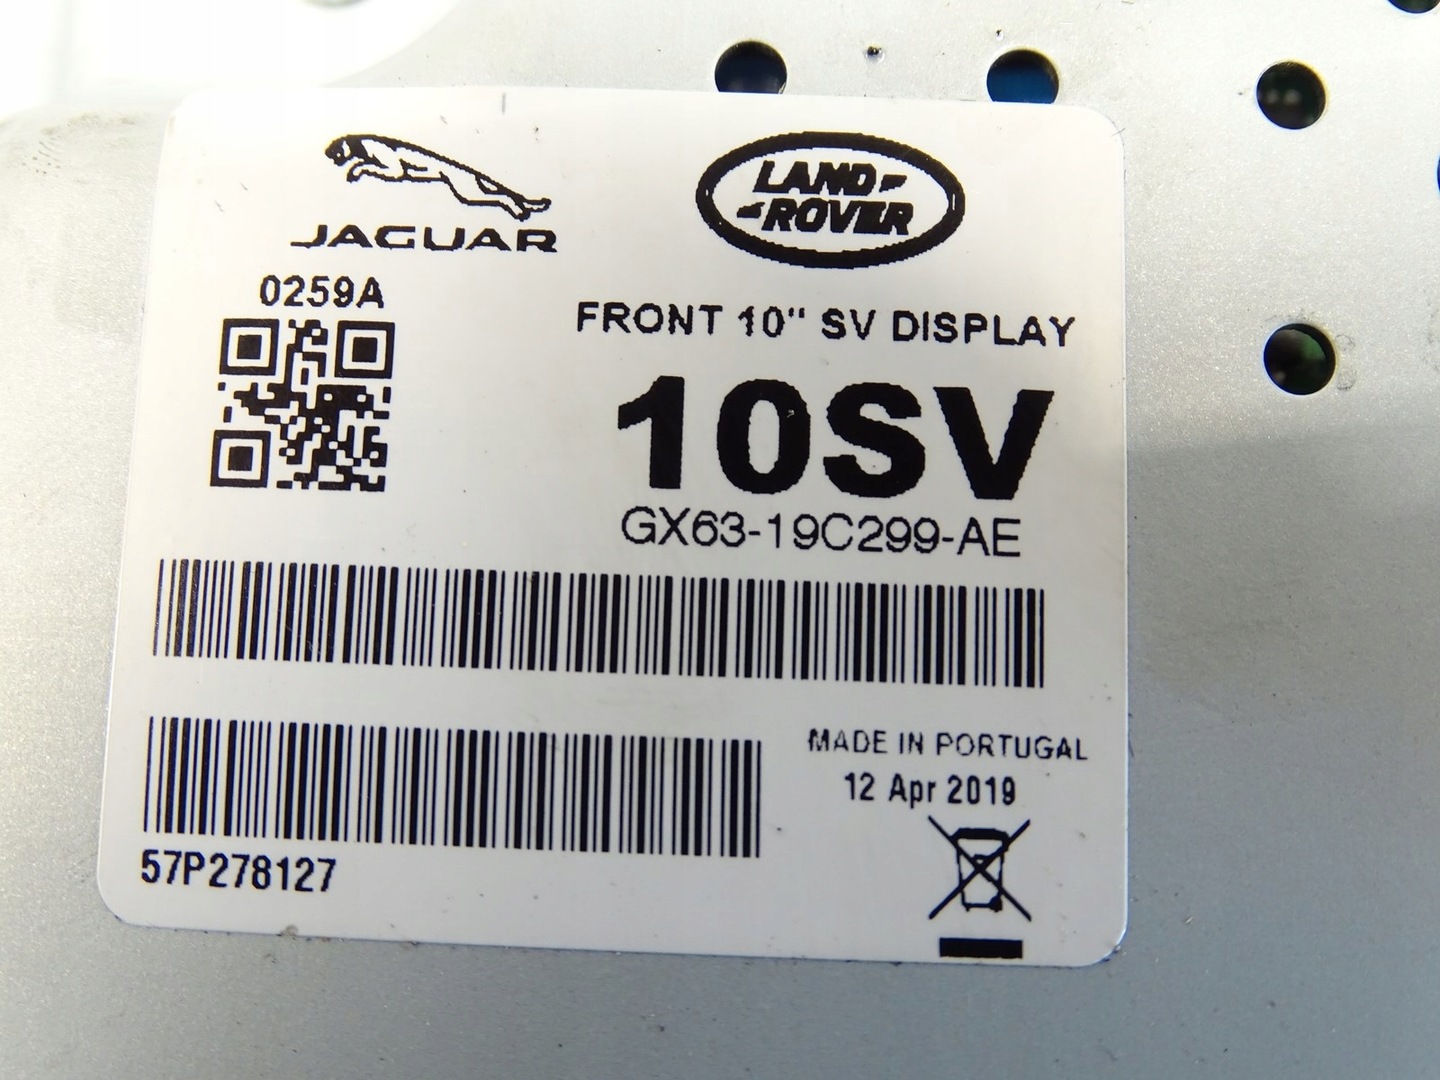 JAGUAR
LAND
ROVER
0259A
FRONT 10" SV DISPLAY
10SV
GX63-19C299-AE
MADE IN PORTUGAL
12 Apr 2019
57P278127